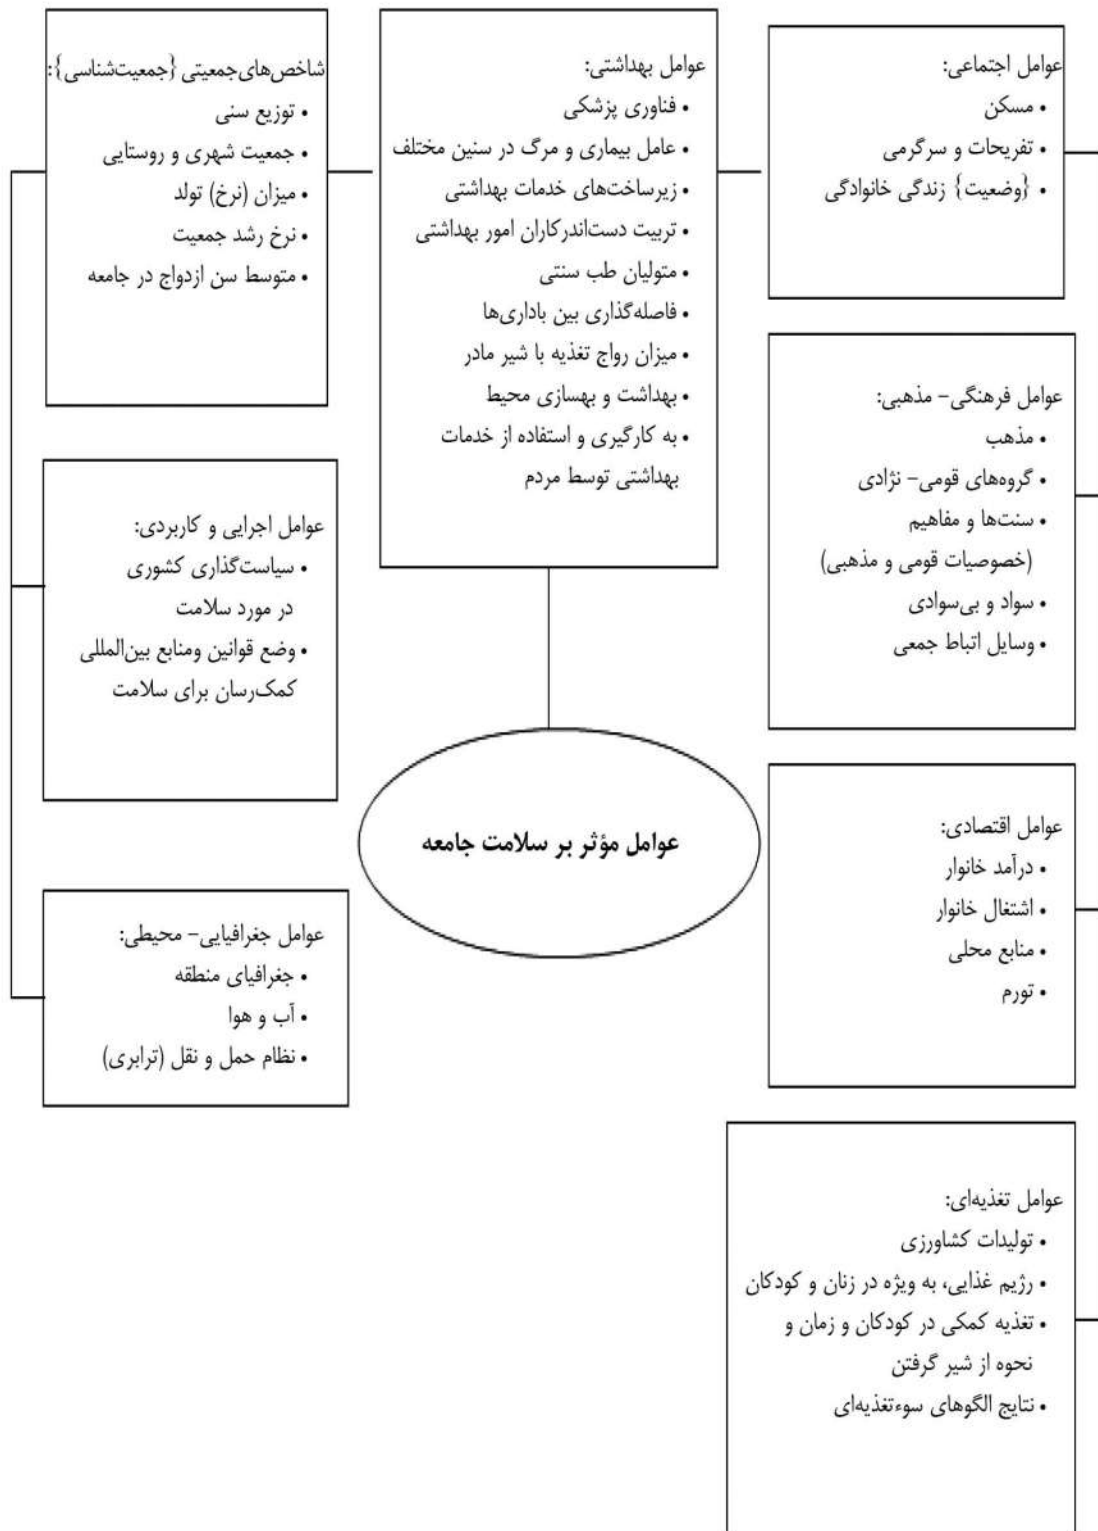 عوامل اجتماعی:
• مسکن
• تفریحات و سرگرمی
• {وضعیت} زندگی خانوادگی
عوامل بهداشتی:
• فناوری پزشکی
• عامل بیماری و مرگ در سنین مختلف
• زیرساخت‌های خدمات بهداشتی
• تربیت دست‌اندرکاران امور بهداشتی
• متولیان طب سنتی
• فاصله‌گذاری بین باداری‌ها
• میزان رواج تغذیه با شیر مادر
• بهداشت و بهسازی محیط
• به کارگیری و استفاده از خدمات
بهداشتی توسط مردم
شاخص‌های‌جمعیتی {جمعیت‌شناسی}:
• توزیع سنی
• جمعیت شهری و روستایی
• میزان (نرخ) تولد
• نرخ رشد جمعیت
• متوسط سن ازدواج در جامعه
عوامل فرهنگی- مذهبی:
• مذهب
• گروه‌های قومی- نژادی
• سنت‌ها و مفاهیم
(خصوصیات قومی و مذهبی)
• سواد و بی‌سوادی
• وسایل اتباط جمعی
عوامل اجرایی و کاربردی:
• سیاست‌گذاری کشوری
در مورد سلامت
• وضع قوانین ومنابع بین‌المللی
کمک‌رسان برای سلامت
عوامل مؤثر بر سلامت جامعه
عوامل اقتصادی:
• درآمد خانوار
• اشتغال خانوار
• منابع محلی
• تورم
عوامل جغرافیایی- محیطی:
• جغرافیای منطقه
• آب و هوا
• نظام حمل و نقل (ترابری)
عوامل تغذیه‌ای:
• تولیدات کشاورزی
• رژیم غذایی، به ویژه در زنان و کودکان
• تغذیه کمکی در کودکان و زمان و
نحوه از شیر گرفتن
• نتایج الگوهای سوءتغذیه‌ای